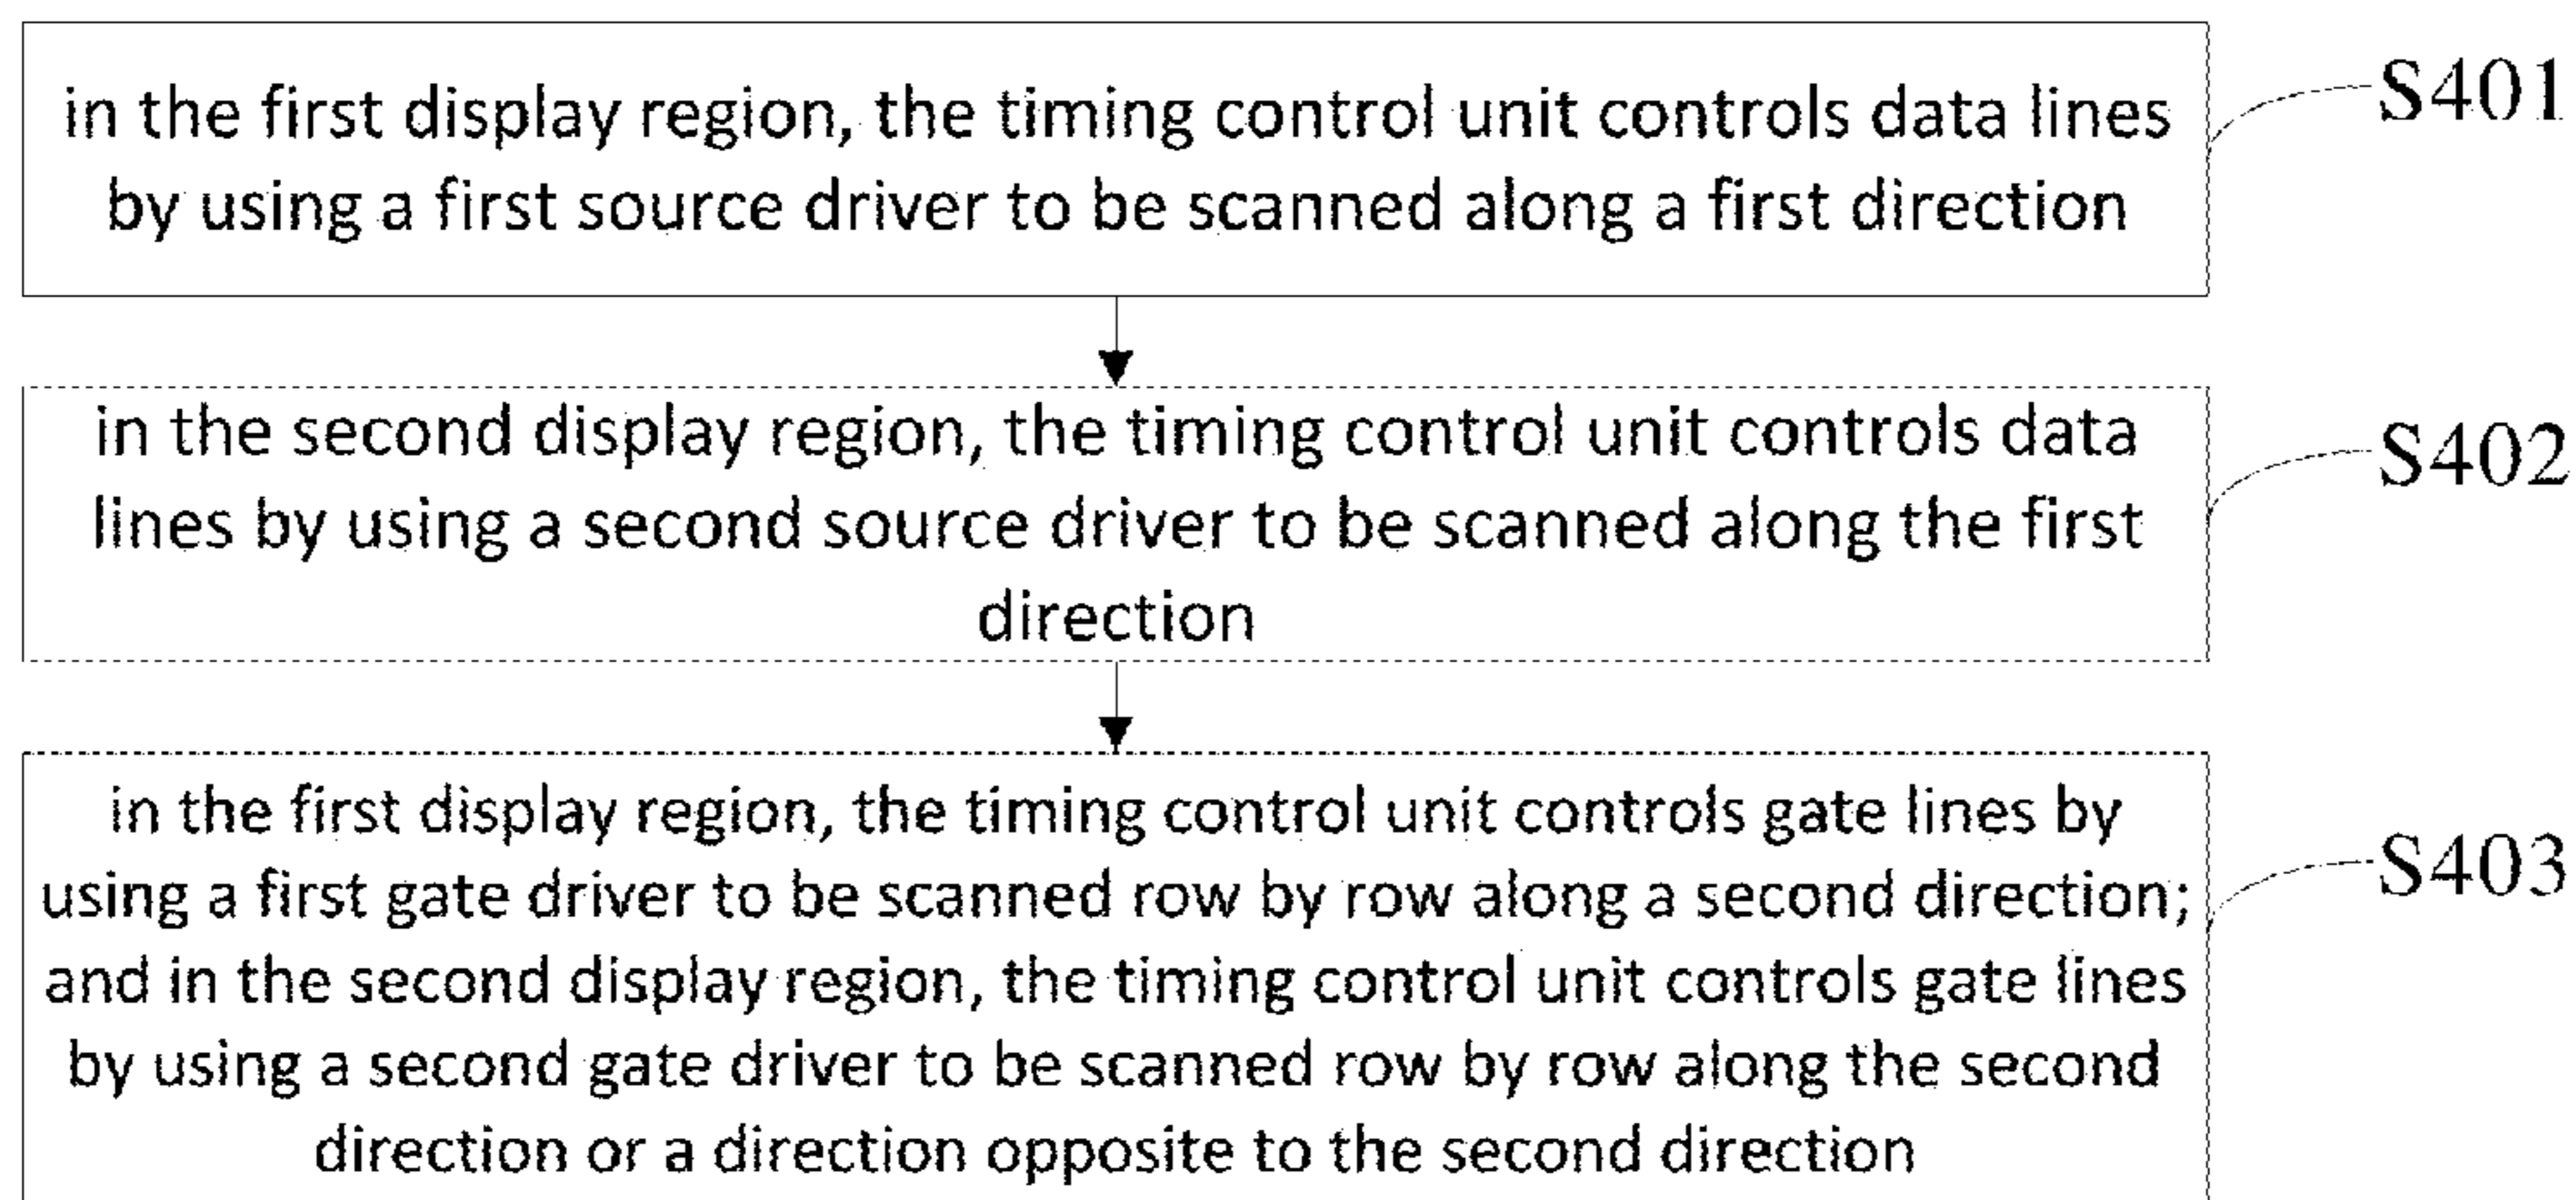 in the first display region, the timing control unit controls data lines
by using a first source driver to be scanned along a first direction
S401
in the second display region, the timing control unit controls data
lines by using a second source driver to be scanned along the first
direction
S402
in the first display region, the timing control unit controls gate lines by
using a first gate driver to be scanned row by row along a second direction;
and in the second display region, the timing control unit controls gate lines
by using a second gate driver to be scanned row by row along the second
direction or a direction opposite to the second direction
S403